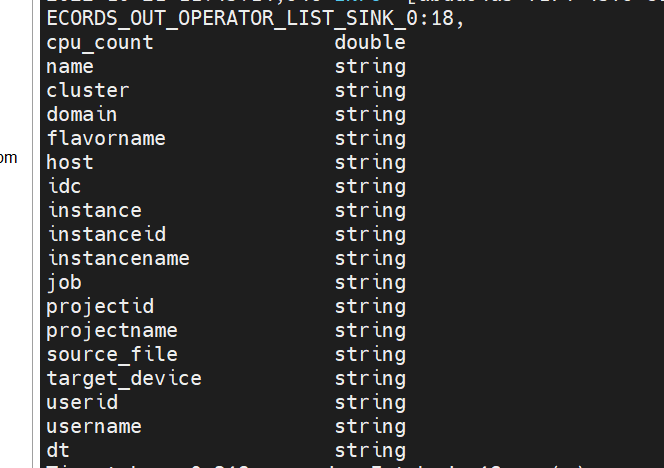 ECORDS_OUT_OPERATOR_LIST_SINK_0:18,
cpu_count double
name string
cluster string
domain string
flavorname string
om
host string
idc string
instance string
instanceid string
instancename string
job string
projectid string
projectname string
source_file string
target_device string
userid string
username string
dt string